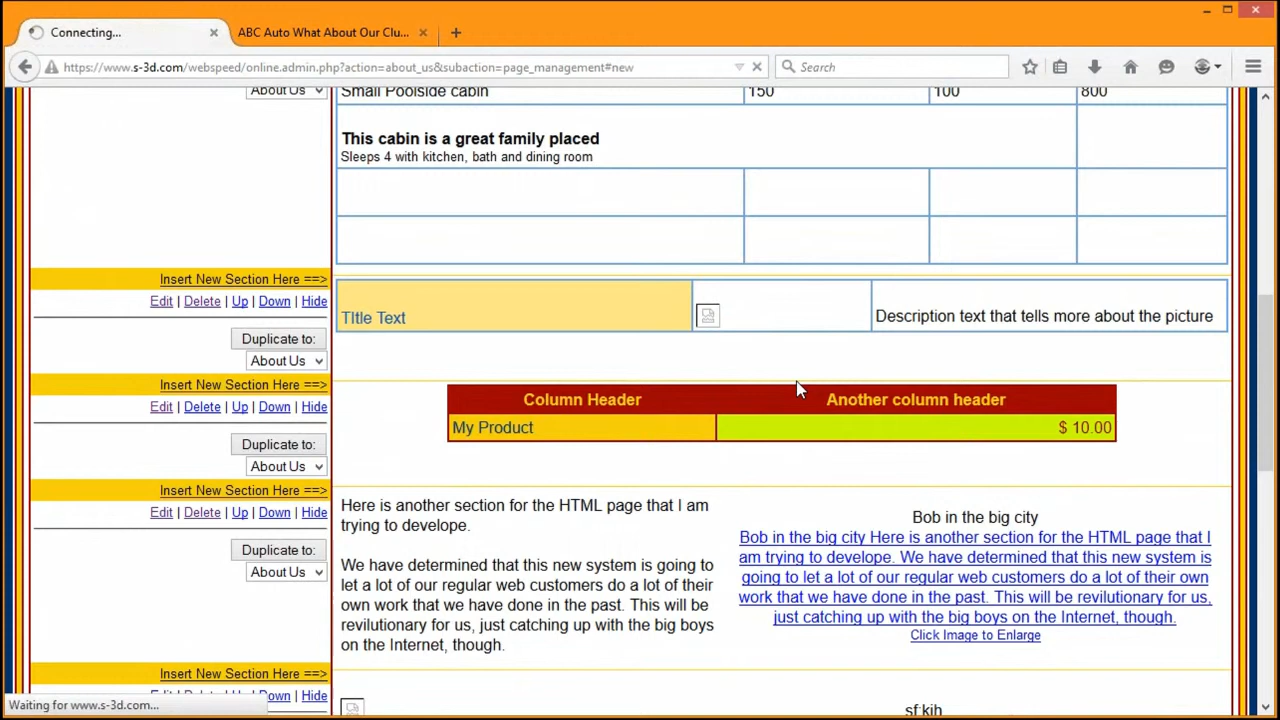 Connecting...
ABC Auto What About Our Clu...
https://www.s-3d.com/webspeed/online.admin.php?action=about_us&subaction=page_management#new
Search
About Us
Small Poolside cabin 150 100 800
This cabin is a great family placed
Sleeps 4 with kitchen, bath and dining room
Insert New Section Here ==>
Edit | Delete | Up | Down | Hide
Duplicate to:
About Us
TItle Text
Description text that tells more about the picture
Insert New Section Here ==>
Edit | Delete | Up | Down | Hide
Duplicate to:
About Us
Column Header Another column header
My Product $ 10.00
Insert New Section Here ==>
Edit | Delete | Up | Down | Hide
Duplicate to:
About Us
Here is another section for the HTML page that I am
trying to develope.
We have determined that this new system is going to
let a lot of our regular web customers do a lot of their
own work that we have done in the past. This will be
revilutionary for us, just catching up with the big boys
on the Internet, though.
Bob in the big city
Bob in the big city Here is another section for the HTML page that I
am trying to develope. We have determined that this new system is
going to let a lot of our regular web customers do a lot of their own
work that we have done in the past. This will be revilutionary for us,
just catching up with the big boys on the Internet, though.
Click Image to Enlarge
Insert New Section Here ==>
Edit | Delete | Up | Down | Hide
sf kih
Waiting for www.s-3d.com...